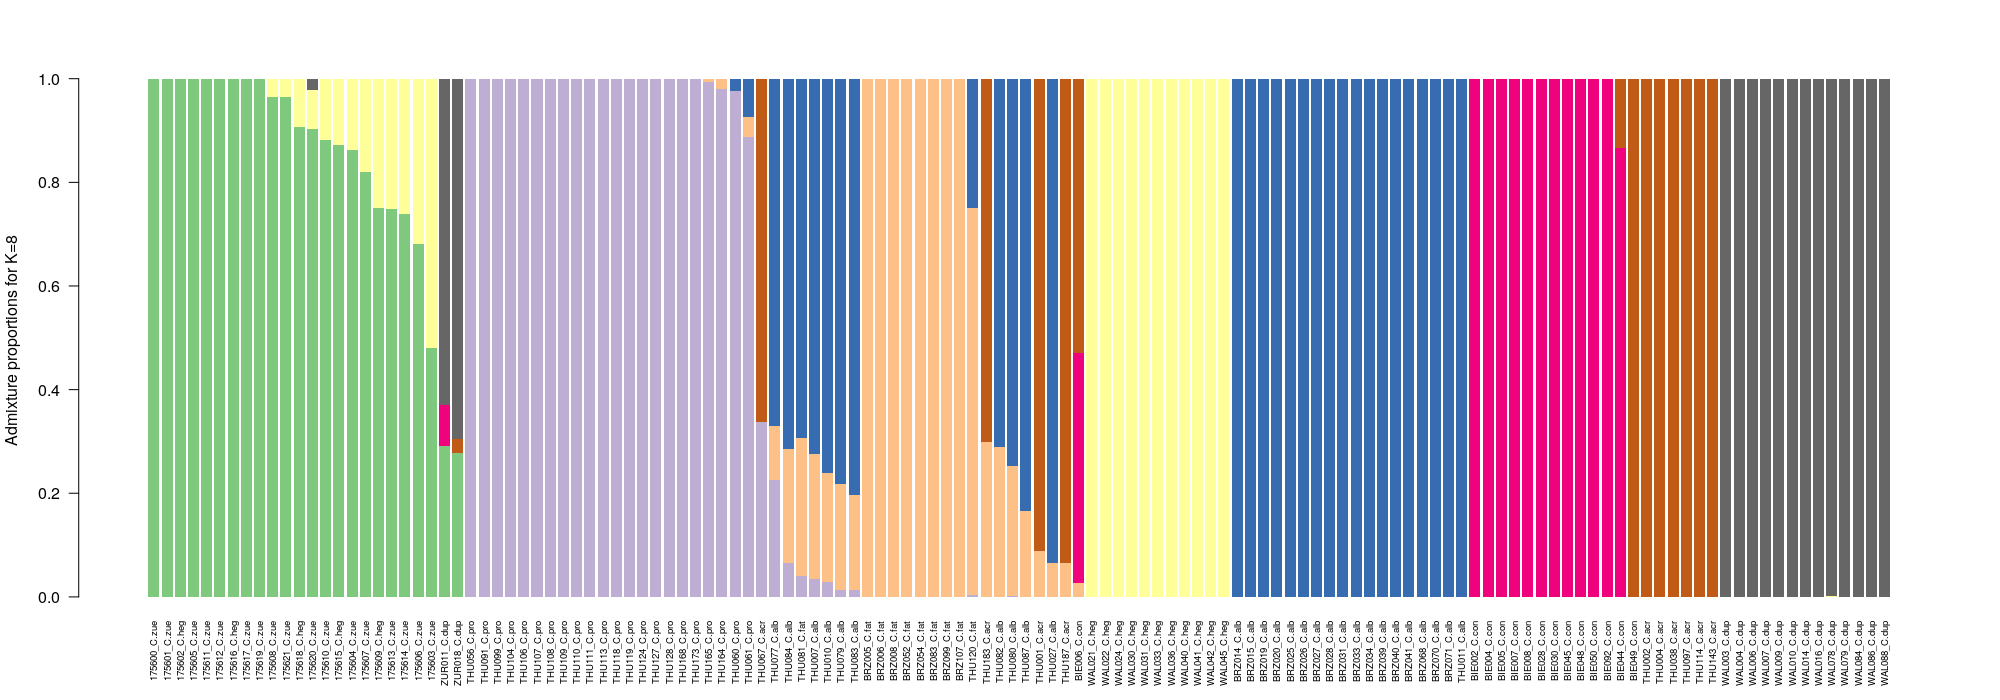 Admixture proportions for K=8
1.0
0.8
0.6
0.4
0.2
0.0
175600_C.zue
175601_C.zue
175602_C.heg
175605_C.zue
175611_C.zue
175612_C.zue
175616_C.heg
175617_C.zue
175619_C.zue
175608_C.zue
175621_C.zue
175618_C.heg
175620_C.zue
175610_C.zue
175615_C.heg
175604_C.zue
175607_C.zue
175609_C.heg
175613_C.zue
175614_C.zue
175606_C.zue
175603_C.zue
ZUR011_C.dup
ZUR018_C.dup
THU056_C.pro
THU091_C.pro
THU099_C.pro
THU104_C.pro
THU106_C.pro
THU107_C.pro
THU108_C.pro
THU109_C.pro
THU110_C.pro
THU111_C.pro
THU113_C.pro
THU118_C.pro
THU119_C.pro
THU124_C.pro
THU127_C.pro
THU128_C.pro
THU168_C.pro
THU173_C.pro
THU165_C.pro
THU164_C.pro
THU060_C.pro
THU061_C.pro
THU067_C.acr
THU077_C.alb
THU084_C.alb
THU081_C.fat
THU007_C.alb
THU010_C.alb
THU079_C.alb
THU083_C.alb
BRZ005_C.fat
BRZ006_C.fat
BRZ008_C.fat
BRZ052_C.fat
BRZ054_C.fat
BRZ083_C.fat
BRZ099_C.fat
BRZ107_C.fat
THU120_C.fat
THU183_C.acr
THU082_C.alb
THU080_C.alb
THU087_C.alb
THU001_C.acr
THU027_C.alb
THU187_C.acr
BIE006_C.con
WAL021_C.heg
WAL022_C.heg
WAL024_C.heg
WAL030_C.heg
WAL031_C.heg
WAL033_C.heg
WAL036_C.heg
WAL040_C.heg
WAL041_C.heg
WAL042_C.heg
WAL045_C.heg
BRZ014_C.alb
BRZ015_C.alb
BRZ019_C.alb
BRZ020_C.alb
BRZ025_C.alb
BRZ026_C.alb
BRZ027_C.alb
BRZ028_C.alb
BRZ031_C.alb
BRZ033_C.alb
BRZ034_C.alb
BRZ039_C.alb
BRZ040_C.alb
BRZ041_C.alb
BRZ068_C.alb
BRZ070_C.alb
BRZ071_C.alb
THU011_C.alb
BIE002_C.con
BIE004_C.con
BIE005_C.con
BIE007_C.con
BIE008_C.con
BIE028_C.con
BIE030_C.con
BIE045_C.con
BIE048_C.con
BIE050_C.con
BIE092_C.con
BIE044_C.con
BIE049_C.con
THU002_C.acr
THU004_C.acr
THU038_C.acr
THU097_C.acr
THU114_C.acr
THU143_C.acr
WAL003_C.dup
WAL004_C.dup
WAL006_C.dup
WAL007_C.dup
WAL009_C.dup
WAL010_C.dup
WAL014_C.dup
WAL016_C.dup
WAL078_C.dup
WAL079_C.dup
WAL084_C.dup
WAL086_C.dup
WAL088_C.dup